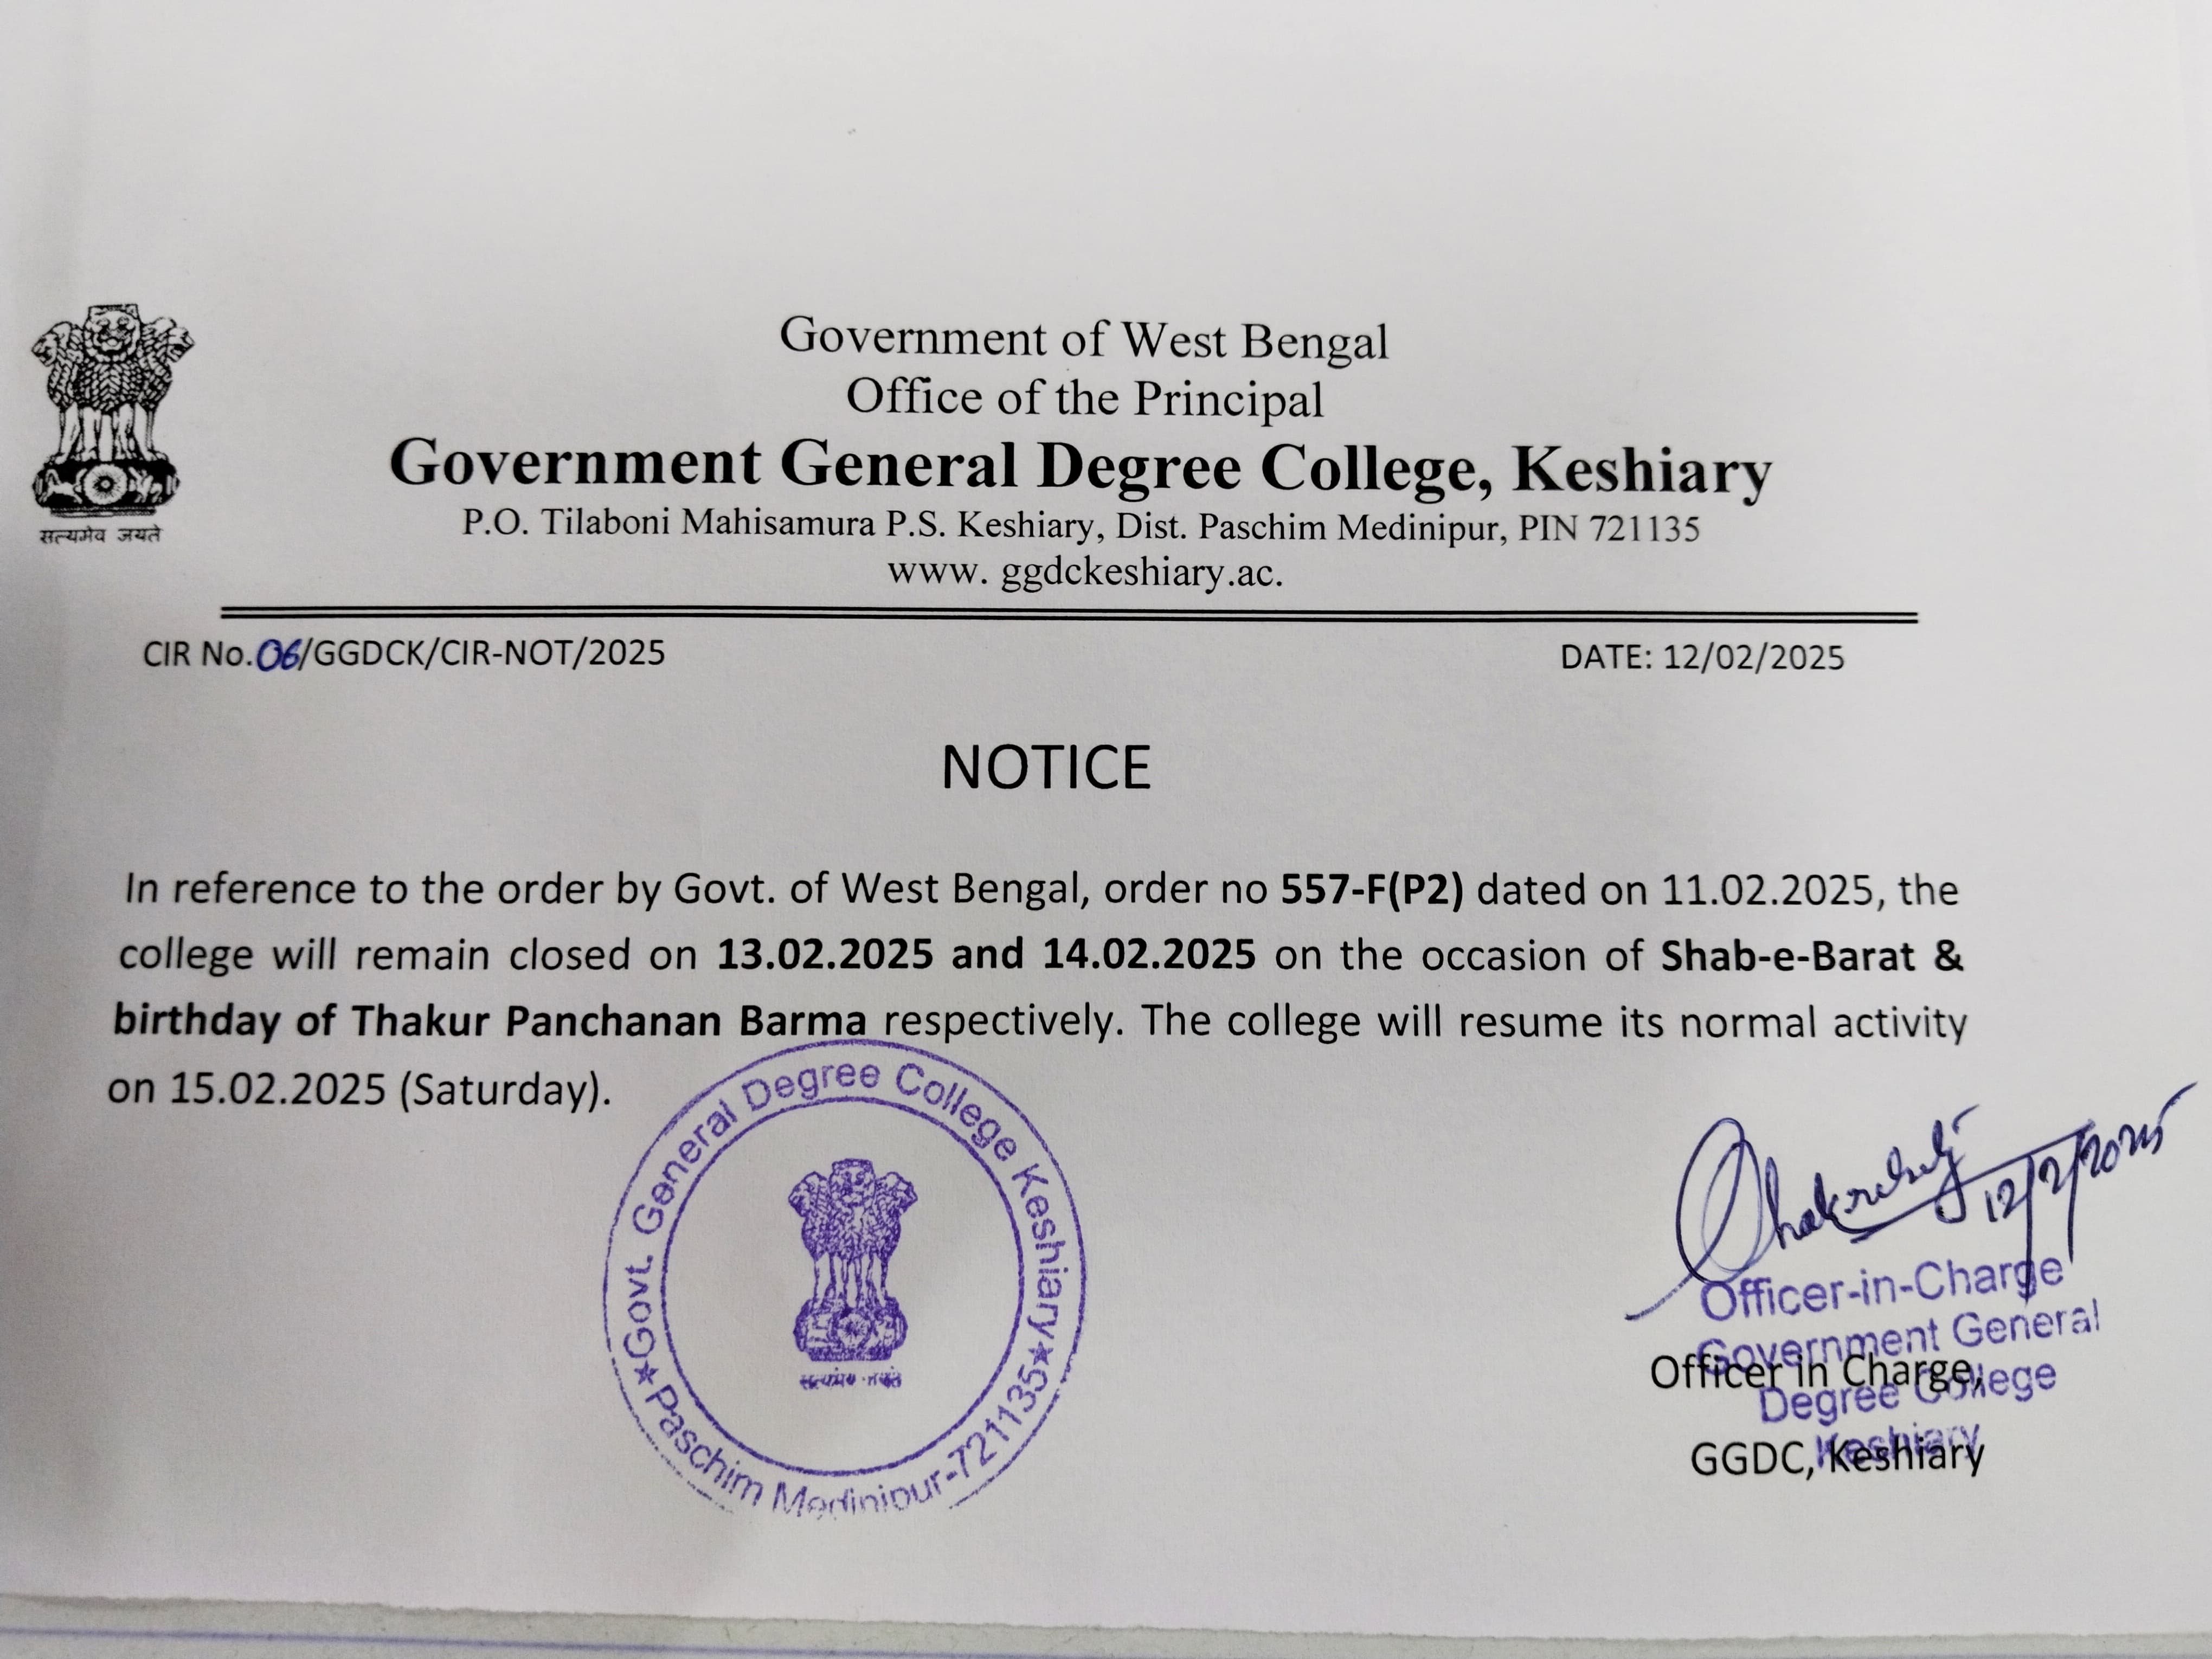 Government of West Bengal
Office of the Principal
Government General Degree College, Keshiary
P.O. Tilaboni Mahisamura P.S. Keshiary, Dist. Paschim Medinipur, PIN 721135
www. ggdckeshiary.ac.
सत्यमेव जयते
CIR No.06/GGDCK/CIR-NOT/2025
DATE: 12/02/2025
NOTICE
In reference to the order by Govt. of West Bengal, order no 557-F(P2) dated on 11.02.2025, the
college will remain closed on 13.02.2025 and 14.02.2025 on the occasion of Shab-e-Barat &
birthday of Thakur Panchanan Barma respectively. The college will resume its normal activity
on 15.02.2025 (Saturday).
Govt. General Degree College Keshiary
Paschim Medinipur-721135
सत्यमेव जयते
12/2/2025
Officer-in-Charge
Government General
Degree College
Keshiary
Officer in Charge,
GGDC, Keshiary